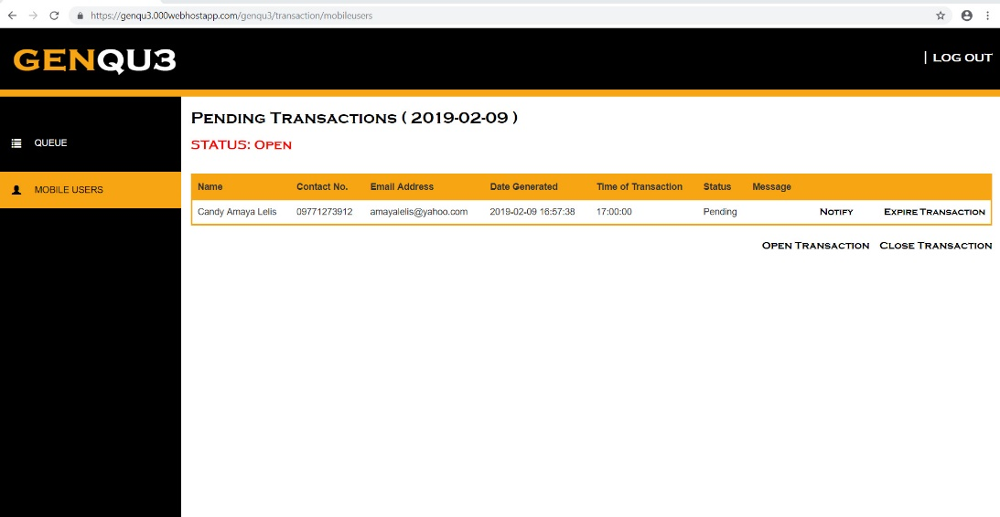 https://genqu3.000webhostapp.com/genqu3/transaction/mobileusers
GENQU3
| LOG OUT
QUEUE
MOBILE USERS
Pending Transactions ( 2019-02-09 )
STATUS: Open
Name Contact No. Email Address Date Generated Time of Transaction Status Message
Candy Amaya Lelis 09771273912 amayalelis@yahoo.com 2019-02-09 16:57:38 17:00:00 Pending Notify Expire Transaction
Open Transaction Close Transaction